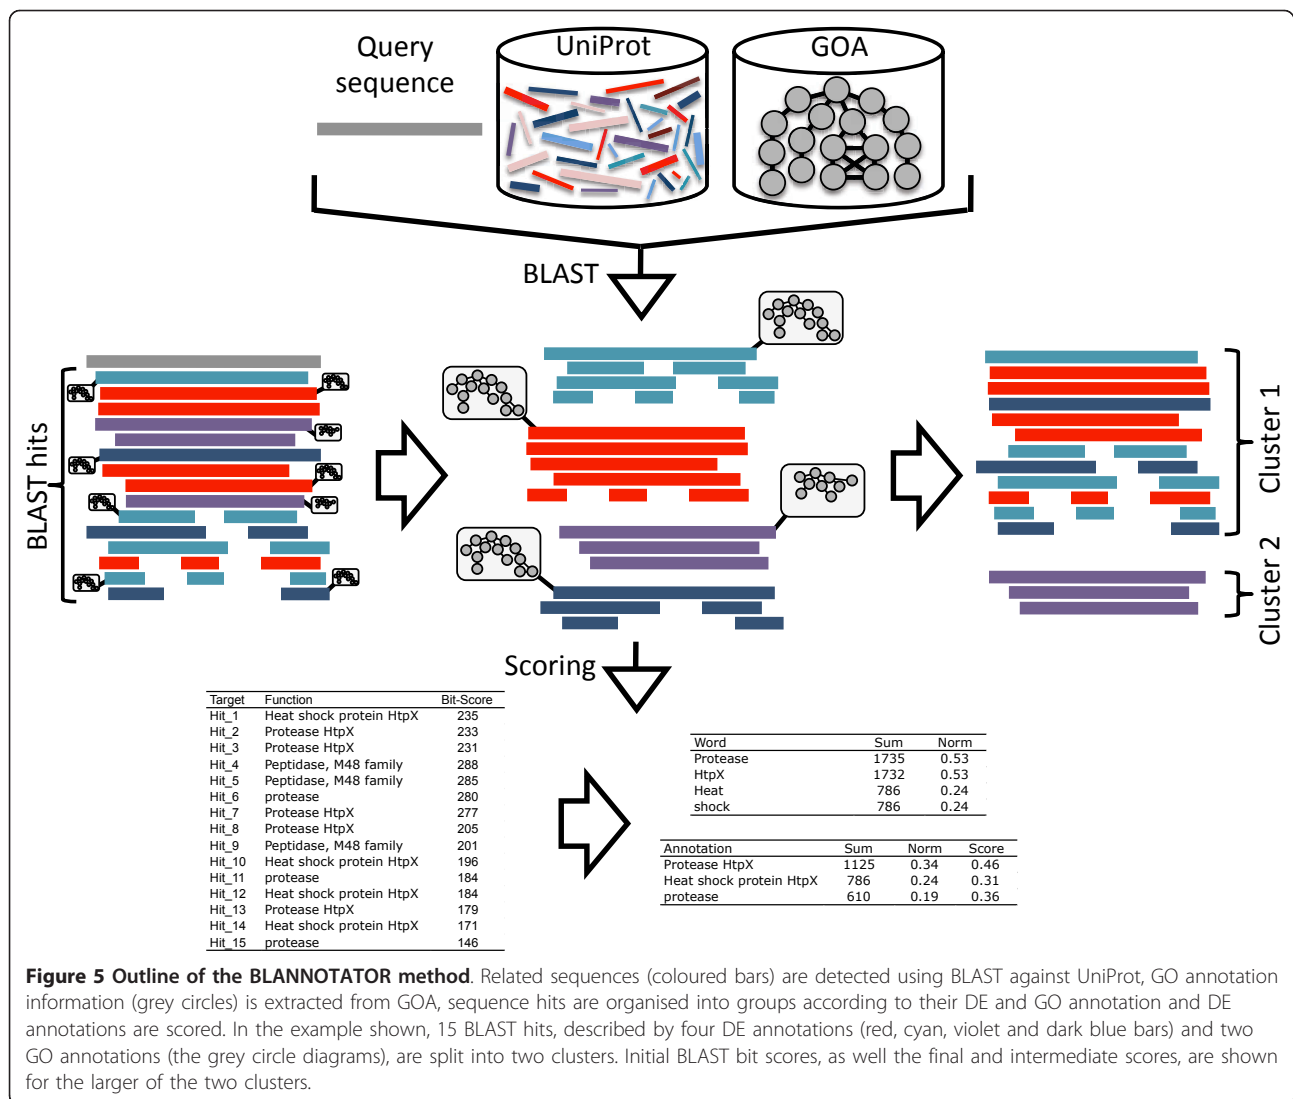 Query
sequence
UniProt
GOA
BLAST
BLAST hits
Cluster 1
Cluster 2
Scoring
Target Function Bit-Score
Hit_1 Heat shock protein HtpX 235
Hit_2 Protease HtpX 233
Hit_3 Protease HtpX 231
Hit_4 Peptidase, M48 family 288
Hit_5 Peptidase, M48 family 285
Hit_6 protease 280
Hit_7 Protease HtpX 277
Hit_8 Protease HtpX 205
Hit_9 Peptidase, M48 family 201
Hit_10 Heat shock protein HtpX 196
Hit_11 protease 184
Hit_12 Heat shock protein HtpX 184
Hit_13 Protease HtpX 179
Hit_14 Heat shock protein HtpX 171
Hit_15 protease 146
Word Sum Norm
Protease 1735 0.53
HtpX 1732 0.53
Heat 786 0.24
shock 786 0.24
Annotation Sum Norm Score
Protease HtpX 1125 0.34 0.46
Heat shock protein HtpX 786 0.24 0.31
protease 610 0.19 0.36
Figure 5 Outline of the BLANNOTATOR method. Related sequences (coloured bars) are detected using BLAST against UniProt, GO annotation
information (grey circles) is extracted from GOA, sequence hits are organised into groups according to their DE and GO annotation and DE
annotations are scored. In the example shown, 15 BLAST hits, described by four DE annotations (red, cyan, violet and dark blue bars) and two
GO annotations (the grey circle diagrams), are split into two clusters. Initial BLAST bit scores, as well the final and intermediate scores, are shown
for the larger of the two clusters.